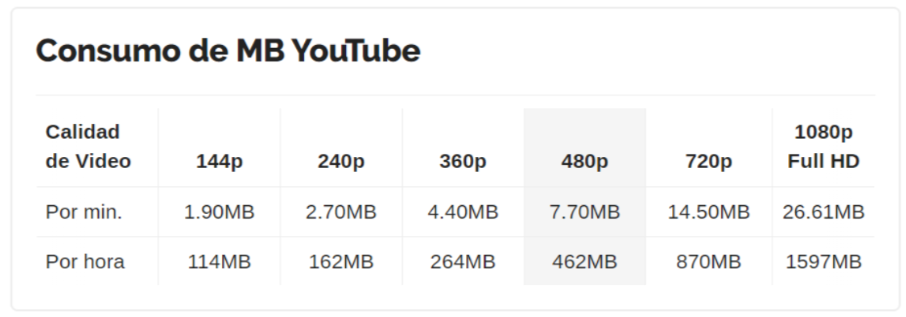 Consumo de MB YouTube
Calidad
de Video 144p 240p 360p 480p 720p 1080p
Full HD
Por min. 1.90MB 2.70MB 4.40MB 7.70MB 14.50MB 26.61MB
Por hora 114MB 162MB 264MB 462MB 870MB 1597MB